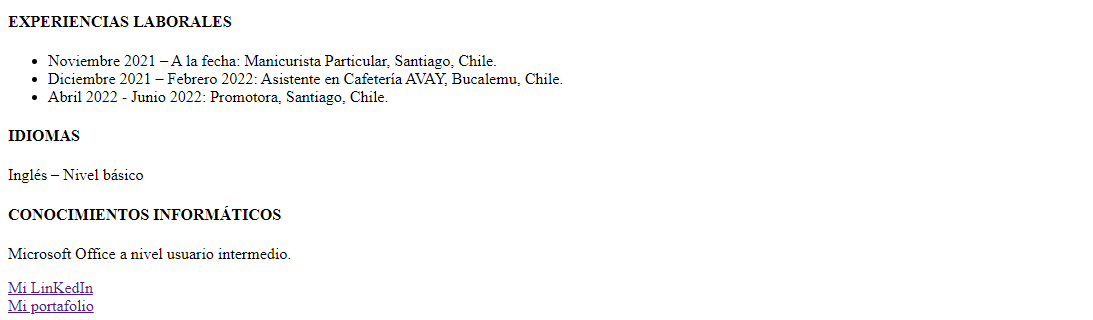 EXPERIENCIAS LABORALES
• Noviembre 2021 – A la fecha: Manicurista Particular, Santiago, Chile.
• Diciembre 2021 – Febrero 2022: Asistente en Cafetería AVAY, Bucalemu, Chile.
• Abril 2022 - Junio 2022: Promotora, Santiago, Chile.
IDIOMAS
Inglés – Nivel básico
CONOCIMIENTOS INFORMÁTICOS
Microsoft Office a nivel usuario intermedio.
Mi LinKedIn
Mi portafolio